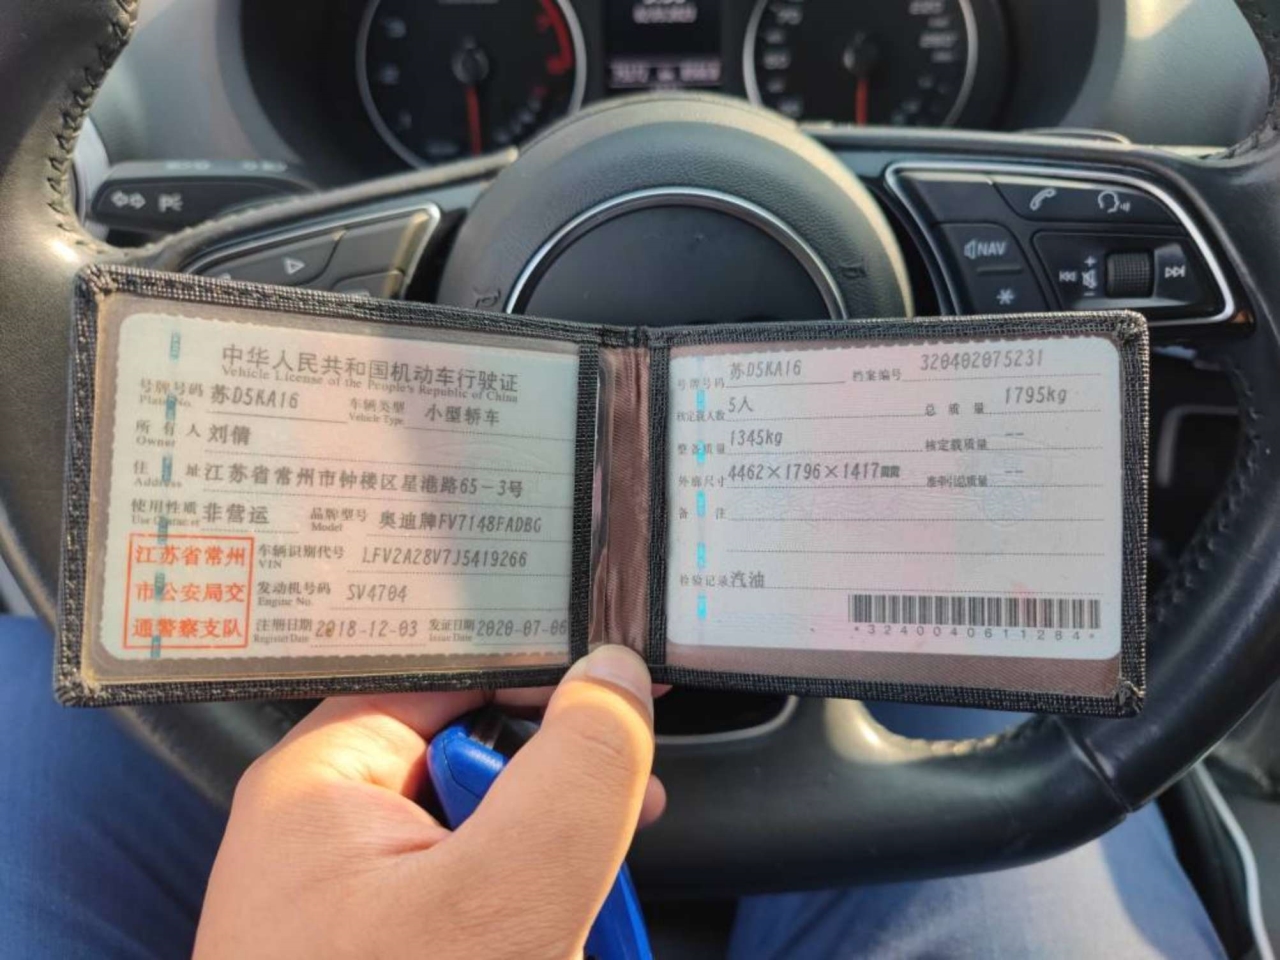 中华人民共和国机动车行驶证
Vehicle License of the People's Republic of China
号牌号码 苏D5KA16 车辆类型 小型轿车
Plate No. Vehicle Type
所有人 刘倩
Owner
住址 江苏省常州市钟楼区星港路65-3号
Address
使用性质 非营运 品牌型号 奥迪牌FV7148FADBG
Use Character Model
江苏省常州
市公安局交
通警察支队
车辆识别代号 LFV2A28V7J5419266
VIN
发动机号码 SV4704
Engine No.
注册日期 2018-12-03 发证日期 2020-07-06
Register Date Issue Date
号牌号码 苏D5KA16 档案编号 320402075231
核定载人数 5人 总质量 1795kg
整备质量 1345kg 核定载质量 --
外廓尺寸 4462×1796×1417mm 准牵引总质量 --
备注
检验记录 汽油
*3240040611284*
NAV